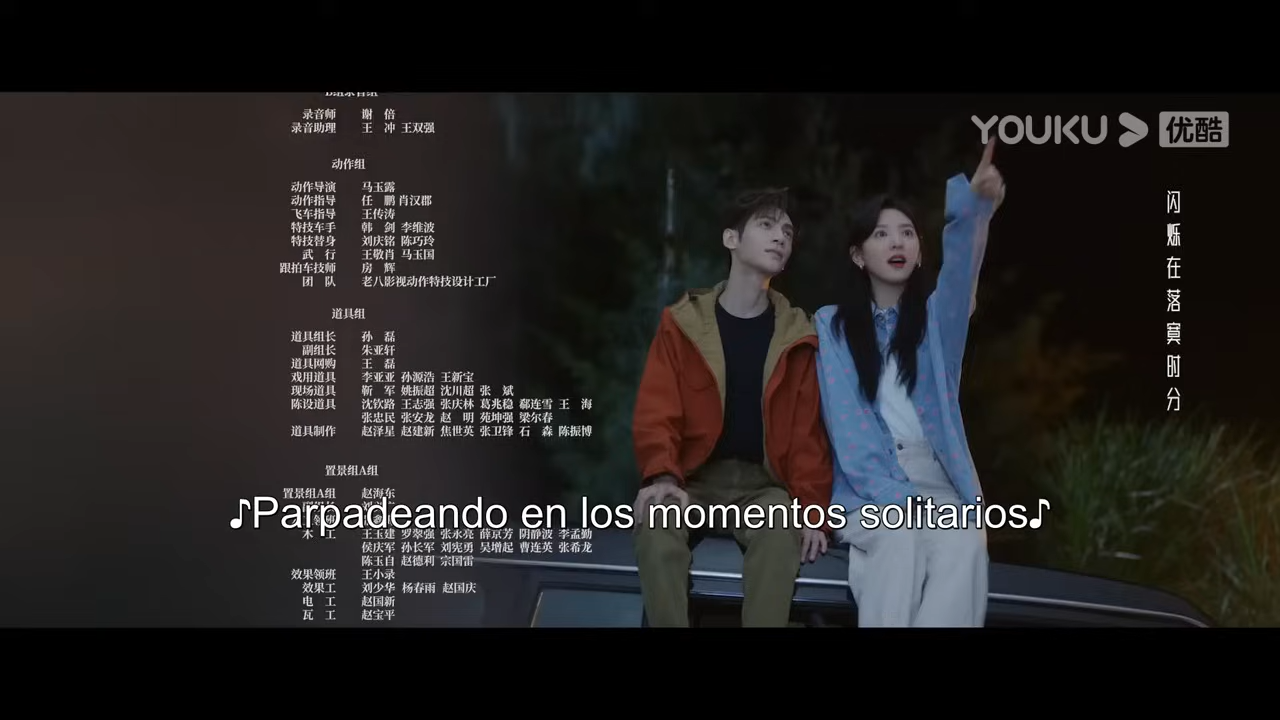 录音师 谢 倍
录音助理 王 冲 王双强
动作组
动作导演 马玉露
动作指导 任 鹏 肖汉郡
飞车指导 王传涛
特技车手 韩 剑 李维波
特技替身 刘庆铭 陈巧玲
武 行 王敬肖 马玉国
跟拍车技师 房 辉
团 队 老八影视动作特技设计工厂
道具组
道具组长 孙 磊
副组长 朱亚轩
道具网购 王 磊
戏用道具 李亚亚 孙源浩 王新宝
现场道具 靳 军 姚振超 沈川超 张 斌
陈设道具 沈钦路 王志强 张庆林 葛兆稳 郗连雪 王 海
张忠民 张安龙 赵 明 苑坤强 梁尔春
道具制作 赵泽星 赵建新 焦世英 张卫锋 石 森 陈振博
置景组A组
置景组A组 赵海东
♪Parpadeando en los momentos solitarios♪
木 工 王玉建 罗翠强 张永亮 薛京芳 阴静波 李孟勤
侯庆军 孙长军 刘宪勇 吴增起 曹连英 张希龙
陈玉自 赵德利 宗国雷
效果领班 王小录
效果工 刘少华 杨春雨 赵国庆
电 工 赵国新
瓦 工 赵宝平
YOUKU 优酷
闪烁在落寞时分